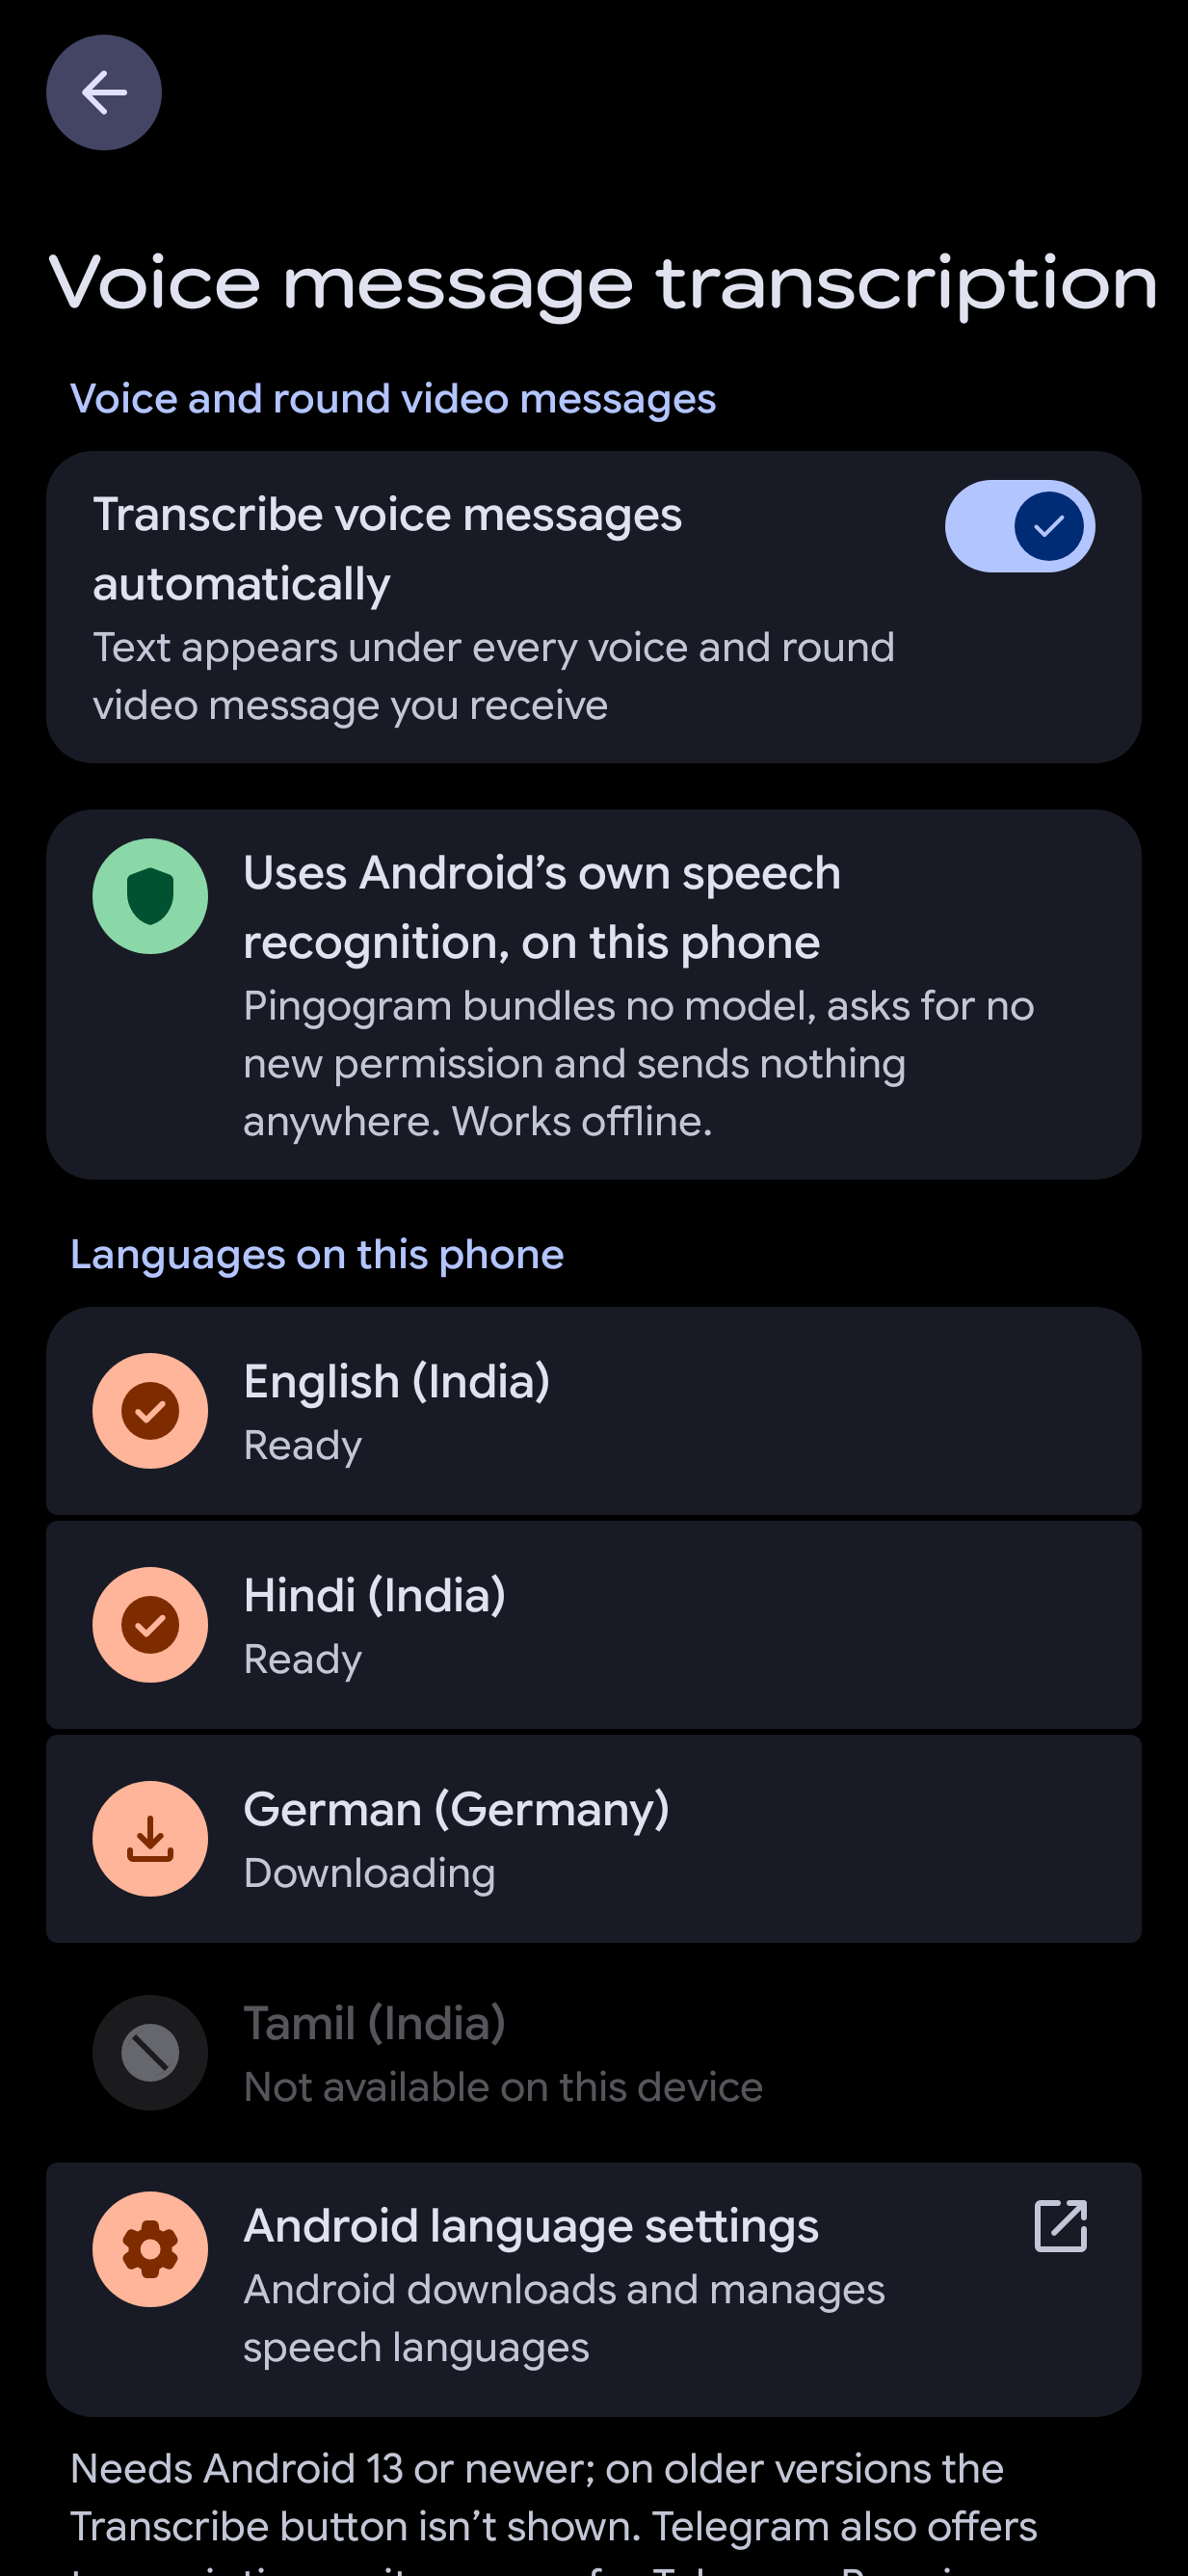 Voice message transcription
Voice and round video messages
Transcribe voice messages
automatically
Text appears under every voice and round
video message you receive
Uses Android’s own speech
recognition, on this phone
Pingogram bundles no model, asks for no
new permission and sends nothing
anywhere. Works offline.
Languages on this phone
English (India)
Ready
Hindi (India)
Ready
German (Germany)
Downloading
Tamil (India)
Not available on this device
Android language settings
Android downloads and manages
speech languages
Needs Android 13 or newer; on older versions the
Transcribe button isn’t shown. Telegram also offers